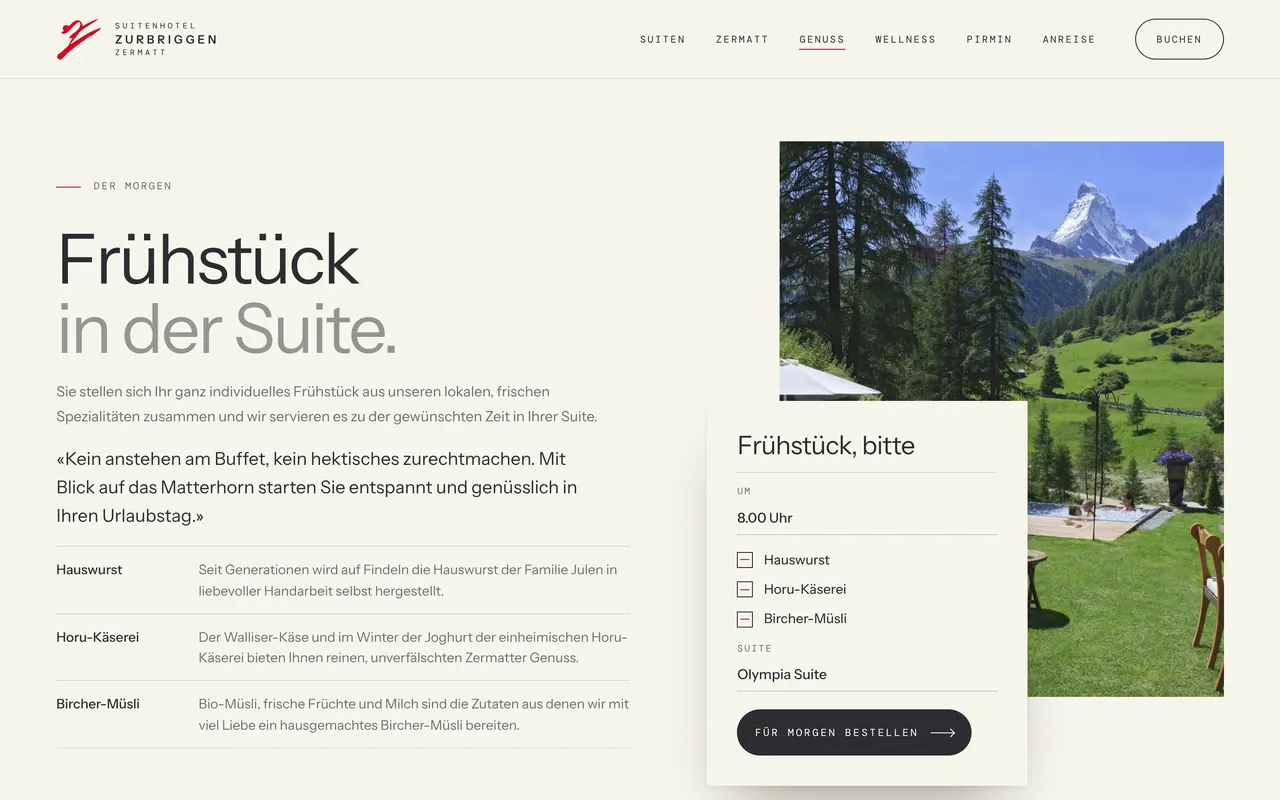 SUITENHOTEL
ZURBRIGGEN
ZERMATT
SUITEN
ZERMATT
GENUSS
WELLNESS
PIRMIN
ANREISE
BUCHEN
DER MORGEN
Frühstück
in der Suite.
Sie stellen sich Ihr ganz individuelles Frühstück aus unseren lokalen, frischen
Spezialitäten zusammen und wir servieren es zu der gewünschten Zeit in Ihrer Suite.
«Kein anstehen am Buffet, kein hektisches zurechtmachen. Mit
Blick auf das Matterhorn starten Sie entspannt und genüsslich in
Ihren Urlaubstag.»
Hauswurst
Seit Generationen wird auf Findeln die Hauswurst der Familie Julen in
liebevoller Handarbeit selbst hergestellt.
Horu-Käserei
Der Walliser-Käse und im Winter der Joghurt der einheimischen Horu-
Käserei bieten Ihnen reinen, unverfälschten Zermatter Genuss.
Bircher-Müsli
Bio-Müsli, frische Früchte und Milch sind die Zutaten aus denen wir mit
viel Liebe ein hausgemachtes Bircher-Müsli bereiten.
Frühstück, bitte
UM
8.00 Uhr
Hauswurst
Horu-Käserei
Bircher-Müsli
SUITE
Olympia Suite
FÜR MORGEN BESTELLEN